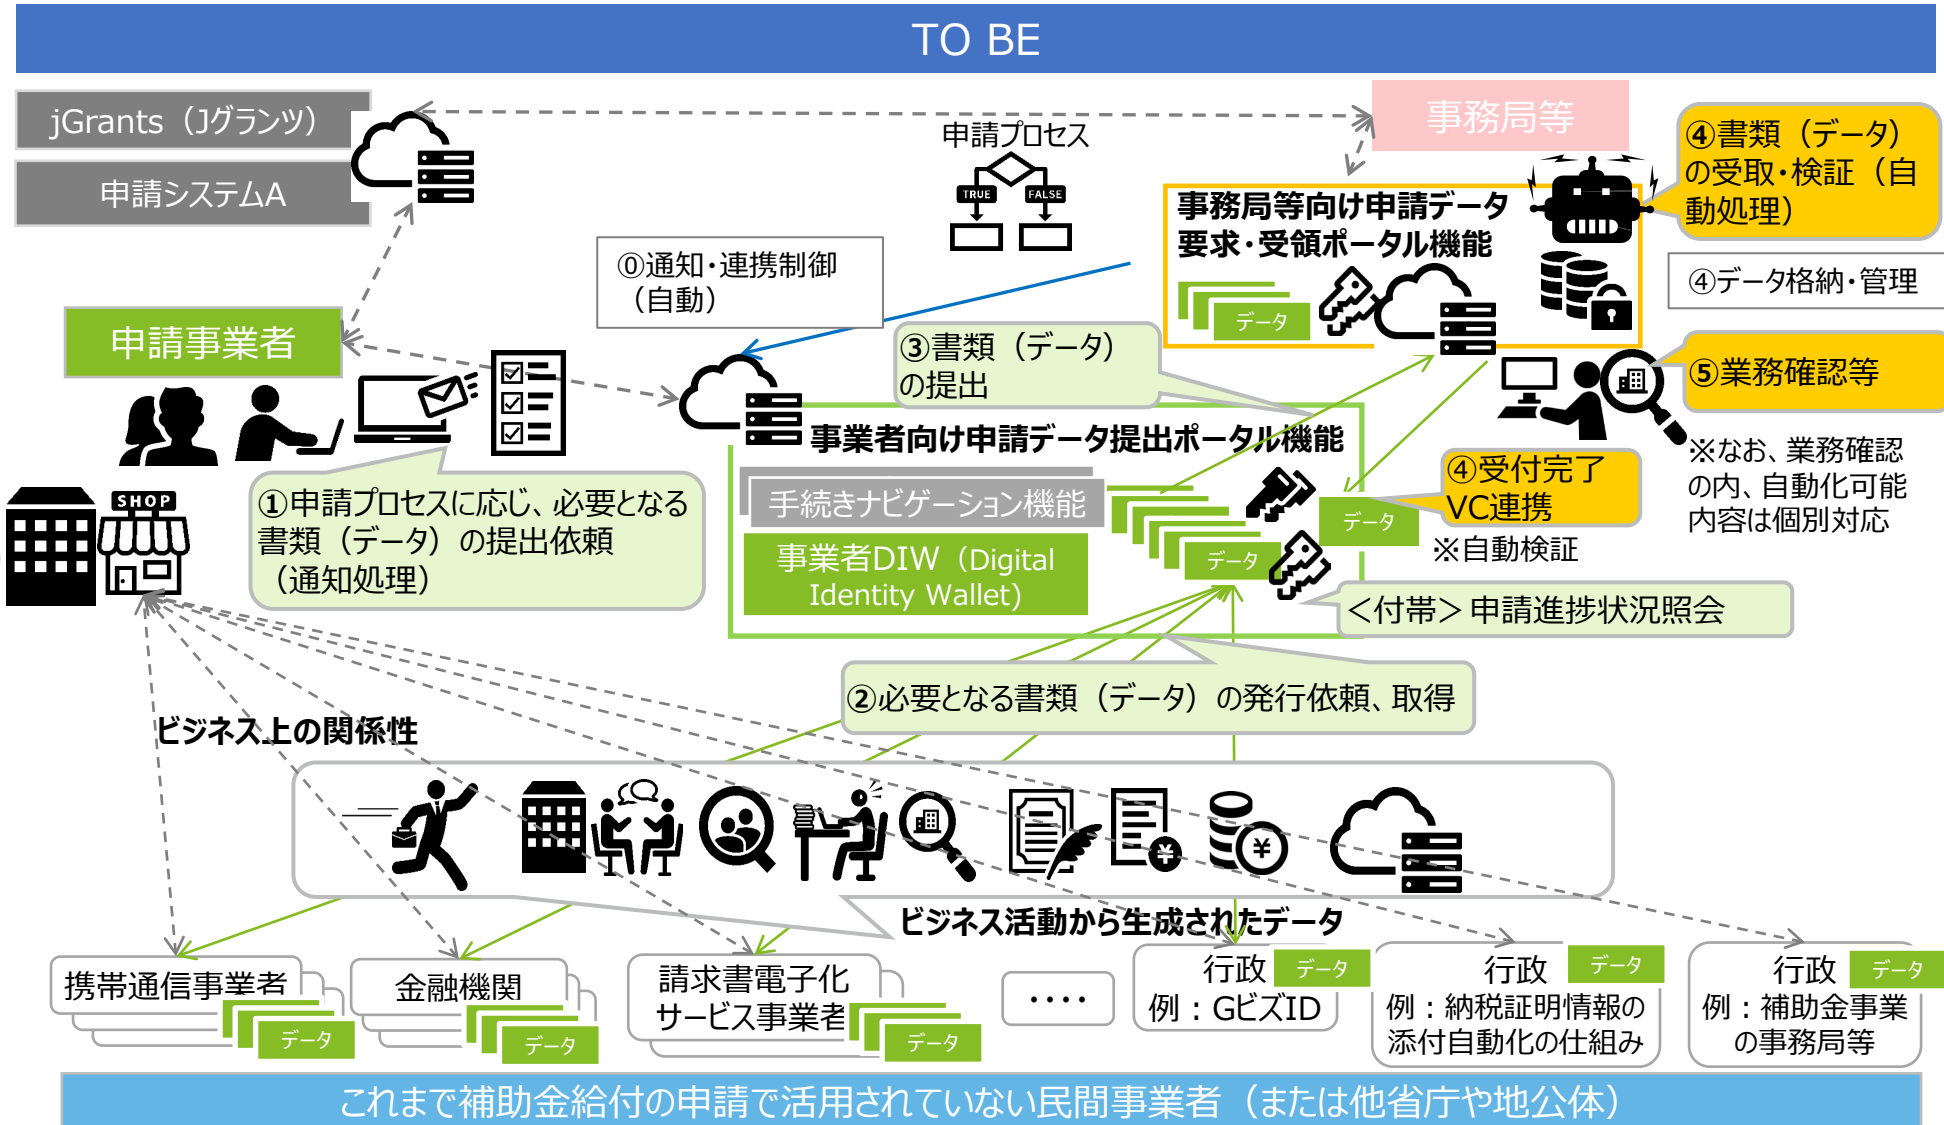 TO BE
jGrants（Jグランツ）
申請システムA
申請プロセス
TRUE
FALSE
事務局等
④書類（データ）
の受取・検証（自
動処理）
事務局等向け申請データ
要求・受領ポータル機能
データ
④データ格納・管理
⓪通知・連携制御
（自動）
申請事業者
③書類（データ）
の提出
⑤業務確認等
※なお、業務確認
の内、自動化可能
内容は個別対応
事業者向け申請データ提出ポータル機能
手続きナビゲーション機能
事業者DIW（Digital
Identity Wallet)
データ
データ
④受付完了
VC連携
※自動検証
＜付帯＞申請進捗状況照会
SHOP
①申請プロセスに応じ、必要となる
書類（データ）の提出依頼
（通知処理）
②必要となる書類（データ）の発行依頼、取得
ビジネス上の関係性
ビジネス活動から生成されたデータ
携帯通信事業者
データ
金融機関
データ
請求書電子化
サービス事業者
データ
・・・・
行政
データ
例：GビズID
行政
データ
例：納税証明情報の
添付自動化の仕組み
行政
データ
例：補助金事業
の事務局等
これまで補助金給付の申請で活用されていない民間事業者（または他省庁や地公体）